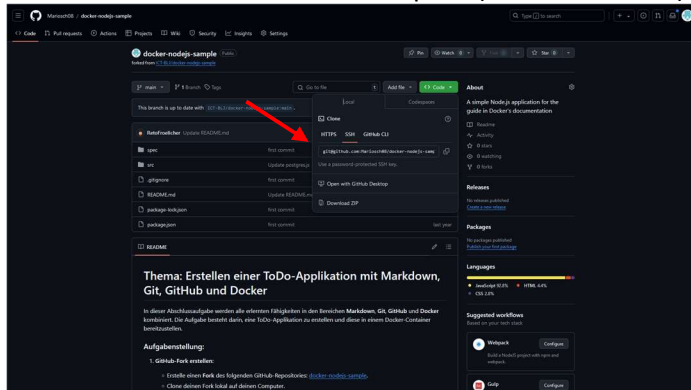 Manosch08 / docker-nodejs-sample
Type / to search
Code
Pull requests
Actions
Projects
Wiki
Security
Insights
Settings
docker-nodejs-sample
Public
forked from ICT-BLJ/docker-nodejs-sample
Pin
Watch 0
Fork 0
Star 0
main
1 Branch
Tags
Go to file
t
Add file
Code
This branch is up to date with ICT-BLJ/docker-nodejs-sample:main.
RetoFroelicher Update README.md
spec
first commit
src
Update postgres.js
.gitignore
first commit
README.md
Update README.m
package-lock.json
first commit
package.json
first commit
last year
Local
Codespaces
Clone
HTTPS
SSH
GitHub CLI
git@github.com:Manosch08/docker-nodejs-samp
Use a password-protected SSH key.
Open with GitHub Desktop
Download ZIP
About
A simple Node.js application for the
guide in Docker's documentation
Readme
Activity
0 stars
0 watching
0 forks
Releases
No releases published
Create a new release
Packages
No packages published
Publish your first package
Languages
JavaScript 92.8%
HTML 4.4%
CSS 2.8%
Suggested workflows
Based on your tech stack
Webpack
Configure
Build a NodeJS project with npm and
webpack.
Gulp
Configure
README
Thema: Erstellen einer ToDo-Applikation mit Markdown,
Git, GitHub und Docker
In dieser Abschlussaufgabe werden alle erlernten Fähigkeiten in den Bereichen Markdown, Git, GitHub und Docker
kombiniert. Die Aufgabe besteht darin, eine ToDo-Applikation zu erstellen und diese in einem Docker-Container
bereitzustellen.
Aufgabenstellung:
1. GitHub-Fork erstellen:
Erstelle einen Fork des folgenden GitHub-Repositories: docker-nodejs-sample.
Clone deinen Fork lokal auf deinen Computer.